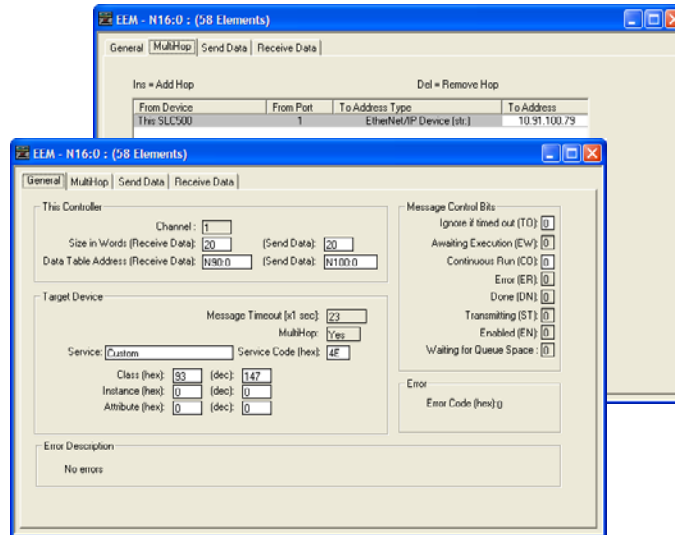 EEM - N16:0 : (58 Elements)
General MultiHop Send Data Receive Data
Ins = Add Hop Del = Remove Hop
From Device From Port To Address Type To Address
This SLC500 1 EtherNet/IP Device (str.) 10.91.100.79
EEM - N16:0 : (58 Elements)
General MultiHop Send Data Receive Data
This Controller
Channel: 1
Size in Words (Receive Data): 20 (Send Data): 20
Data Table Address (Receive Data): N90:0 (Send Data): N100:0
Target Device
Message Timeout (x1 sec): 23
MultiHop: Yes
Service: Custom Service Code (hex): 4E
Class (hex): 93 (dec): 147
Instance (hex): 0 (dec): 0
Attribute (hex): 0 (dec): 0
Message Control Bits
Ignore if timed out (TO): 0
Awaiting Execution (EW): 0
Continuous Run (CO): 0
Error (ER): 0
Done (DN): 0
Transmitting (ST): 0
Enabled (EN): 0
Waiting for Queue Space : 0
Error
Error Code (hex):0
Error Description
No errors